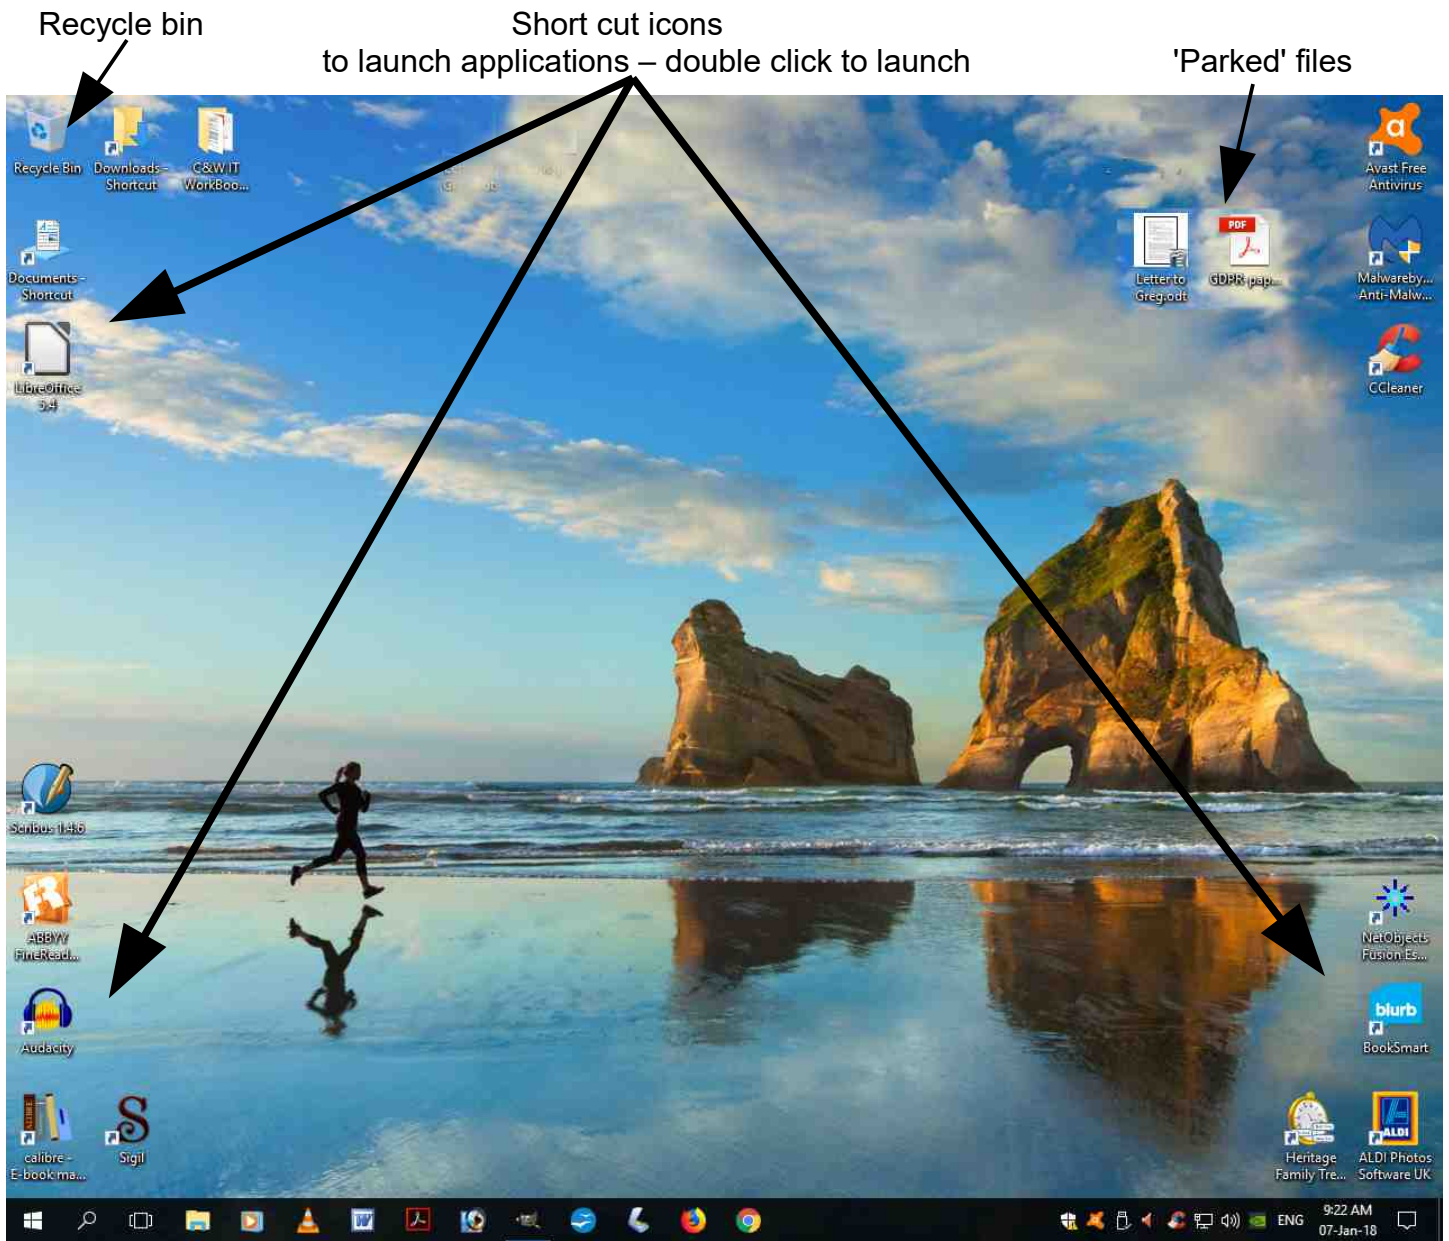 Recycle bin
Short cut icons
to launch applications – double click to launch
'Parked' files
Recycle Bin
Downloads -
Shortcut
C&W IT
WorkBoo...
Documents -
Shortcut
LibreOffice
5.4
PDF
Letter to
Greg.odt
GDPR-pap...
a
Avast Free
Antivirus
Malwareby...
Anti-Malw...
CCleaner
Scribus 1.4.6
FR
ABBYY
FineRead...
Audacity
calibre -
E-book ma...
S
Sigil
NetObjects
Fusion Es...
blurb
BookSmart
Heritage
Family Tre...
ALDI
ALDI Photos
Software UK
W
ENG
9:22 AM
07-Jan-18